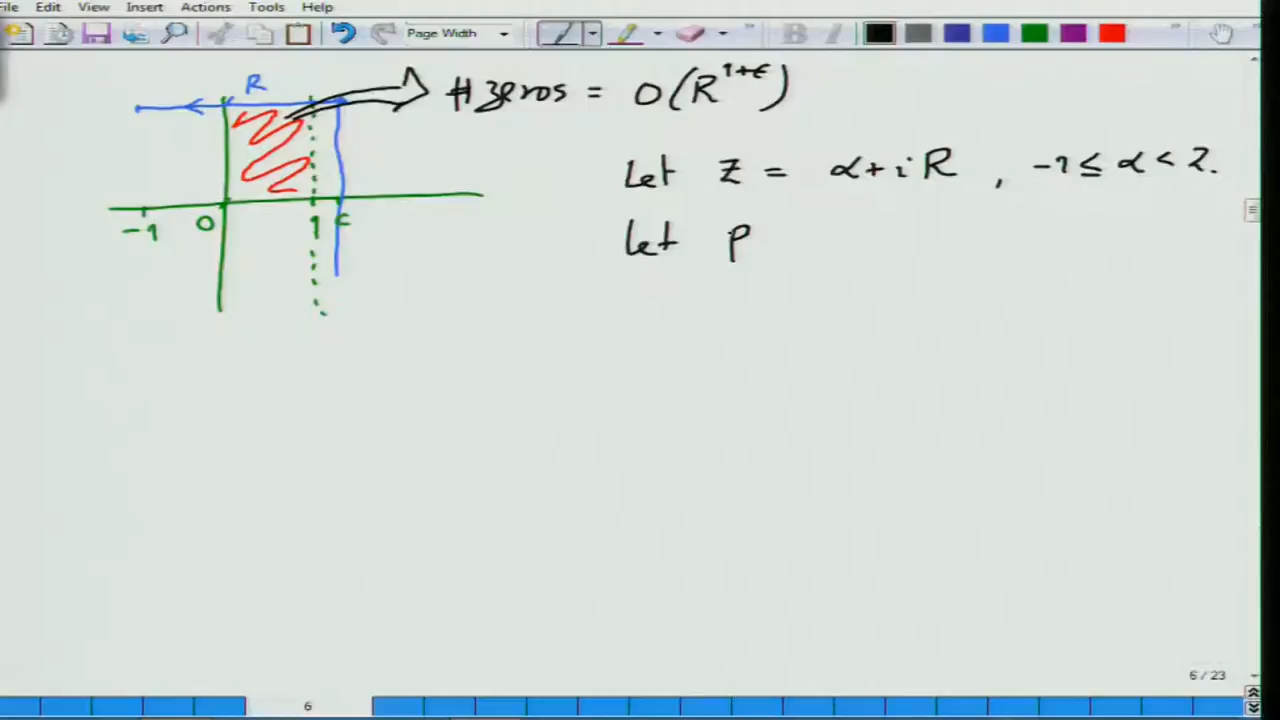 File Edit View Insert Actions Tools Help
Page Width
R
#zeros = O(R^{1+ε})
Let z = α+iR , -1 ≤ α < 2.
-1 0 1 c
Let ρ
6 / 23
6